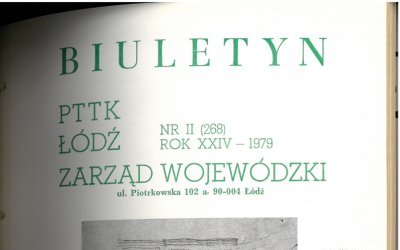 BIULETYN
PTTK
ŁÓDŹ NR II (268)
ROK XXIV – 1979
ZARZĄD WOJEWÓDZKI
ul. Piotrkowska 102 a 90-004 Łódź